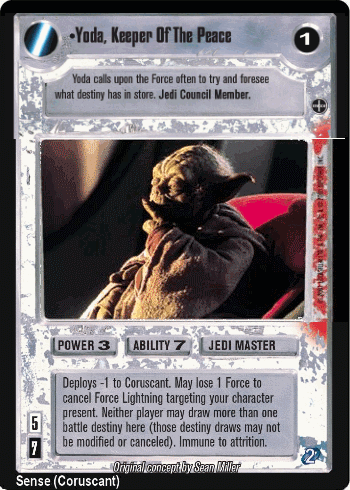 •Yoda, Keeper Of The Peace
1
Yoda calls upon the Force often to try and foresee
what destiny has in store. Jedi Council Member.
POWER 3
ABILITY 7
JEDI MASTER
Deploys -1 to Coruscant. May lose 1 Force to
cancel Force Lightning targeting your character
present. Neither player may draw more than one
battle destiny here (those destiny draws may not
be modified or canceled). Immune to attrition.
5
7
2
Original concept by Sean Miller
Sense (Coruscant)